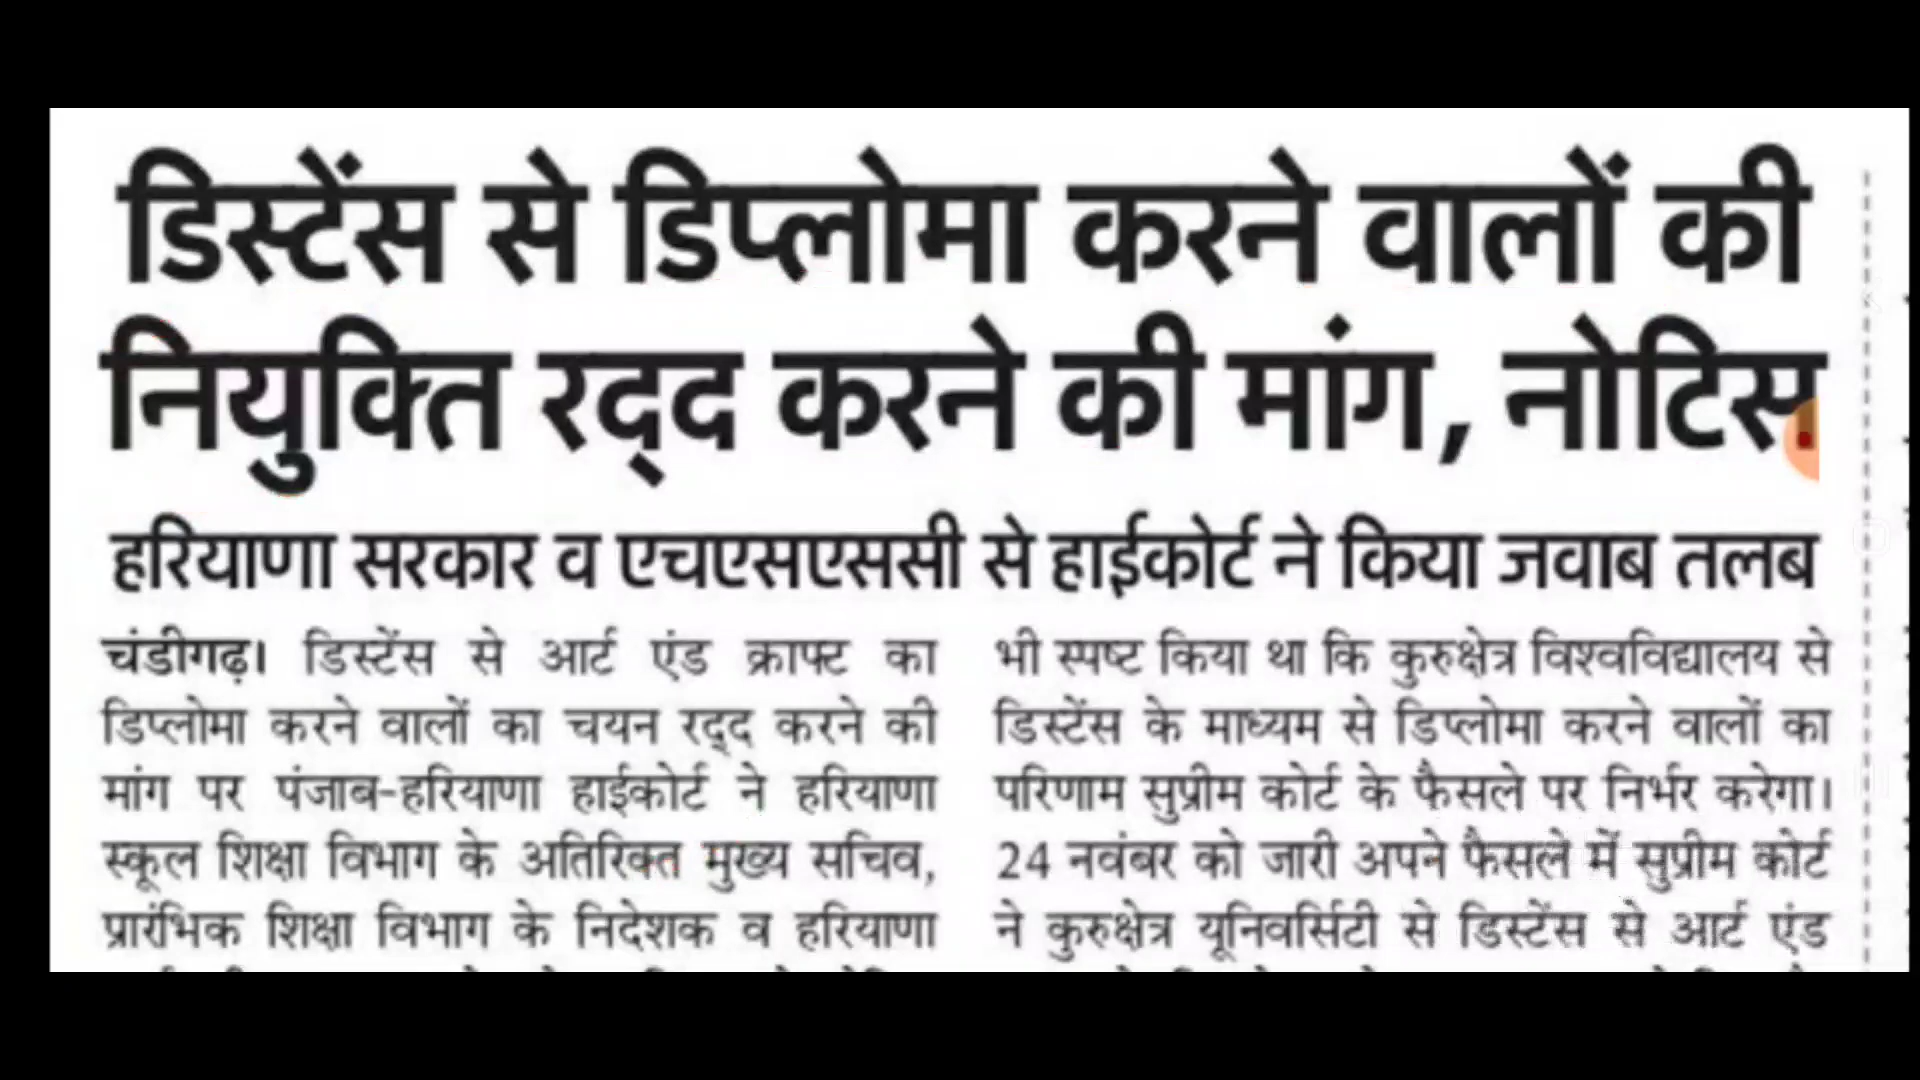 डिस्टेंस से डिप्लोमा करने वालों की
नियुक्ति रद्द करने की मांग, नोटिस
हरियाणा सरकार व एचएसएससी से हाईकोर्ट ने किया जवाब तलब
चंडीगढ़। डिस्टेंस से आर्ट एंड क्राफ्ट का
डिप्लोमा करने वालों का चयन रद्द करने की
मांग पर पंजाब-हरियाणा हाईकोर्ट ने हरियाणा
स्कूल शिक्षा विभाग के अतिरिक्त मुख्य सचिव,
प्रारंभिक शिक्षा विभाग के निदेशक व हरियाणा
भी स्पष्ट किया था कि कुरुक्षेत्र विश्वविद्यालय से
डिस्टेंस के माध्यम से डिप्लोमा करने वालों का
परिणाम सुप्रीम कोर्ट के फैसले पर निर्भर करेगा।
24 नवंबर को जारी अपने फैसले में सुप्रीम कोर्ट
ने कुरुक्षेत्र यूनिवर्सिटी से डिस्टेंस से आर्ट एंड